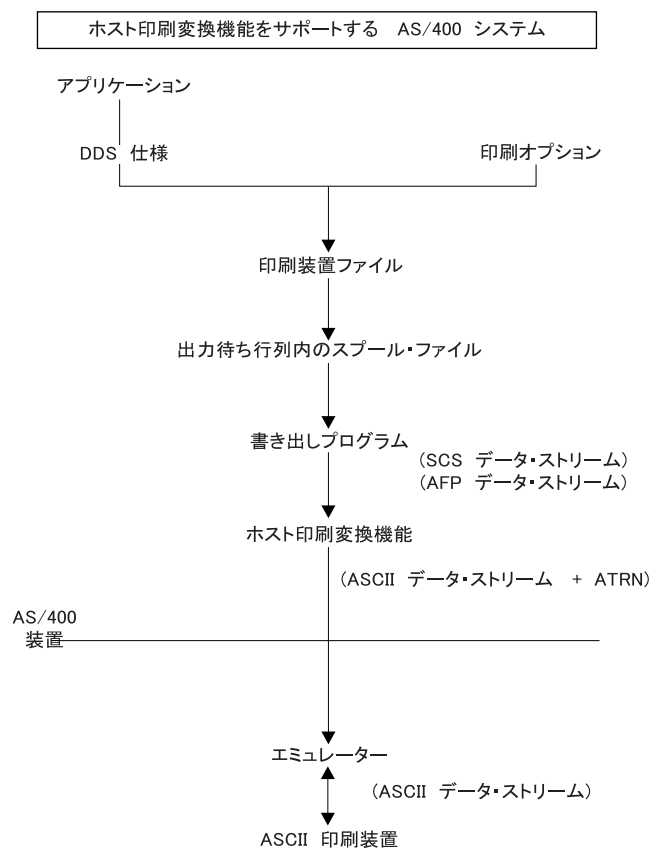 ホスト印刷変換機能をサポートする AS/400 システム
アプリケーション
DDS 仕様
印刷オプション
印刷装置ファイル
出力待ち行列内のスプール・ファイル
書き出しプログラム
(SCS データ・ストリーム)
(AFP データ・ストリーム)
ホスト印刷変換機能
(ASCII データ・ストリーム + ATRN)
AS/400
装置
エミュレーター
(ASCII データ・ストリーム)
ASCII 印刷装置